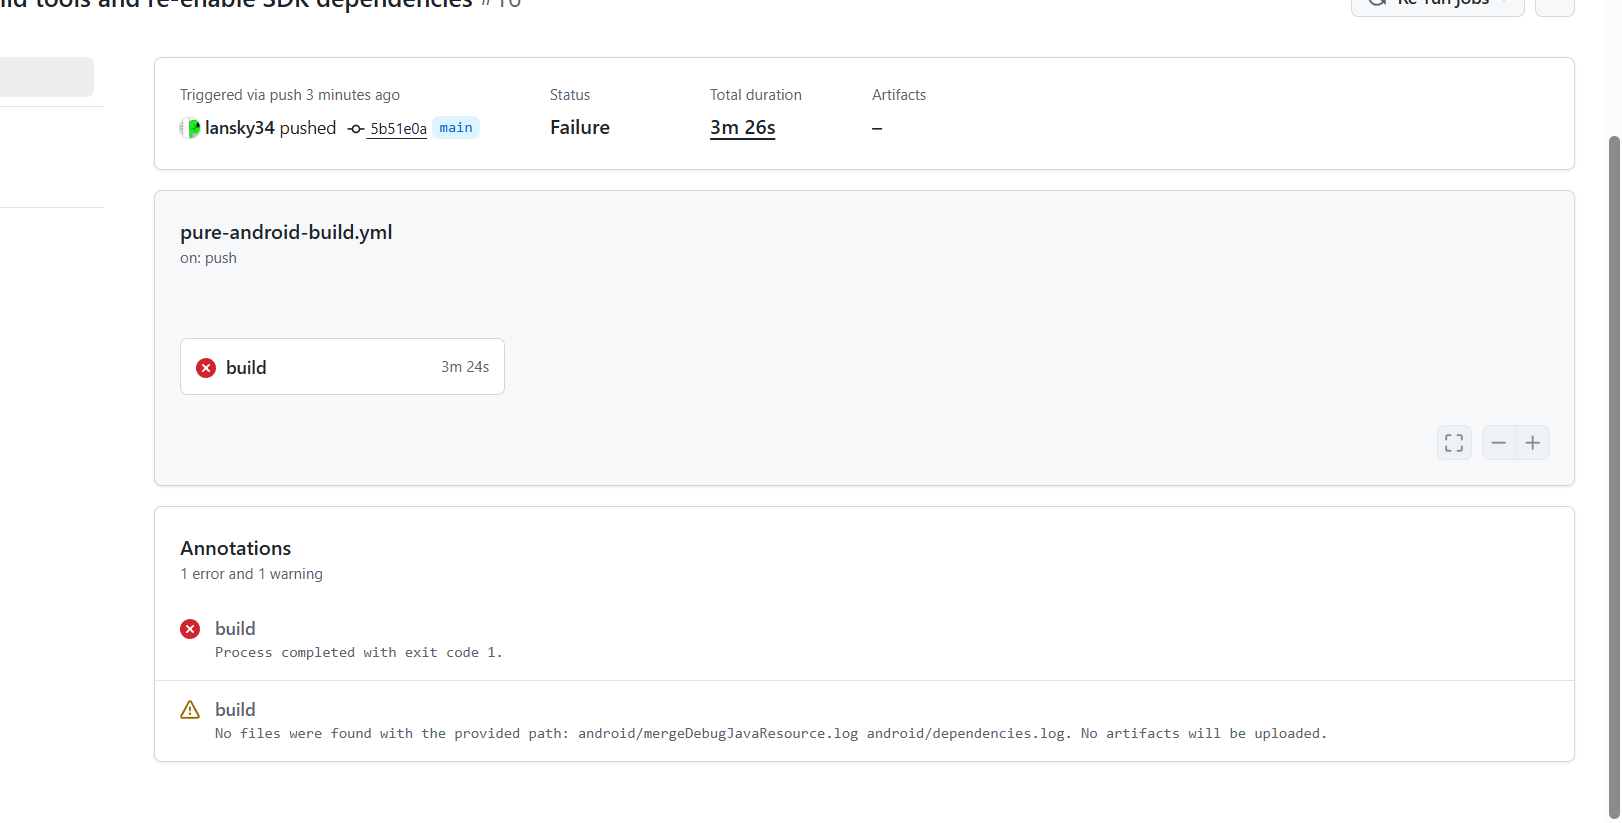 tools and re-enable SDK dependencies #16
Re-run jobs
Triggered via push 3 minutes ago
lansky34 pushed 5b51e0a main
Status
Failure
Total duration
3m 26s
Artifacts
–
pure-android-build.yml
on: push
build 3m 24s
Annotations
1 error and 1 warning
build
Process completed with exit code 1.
build
No files were found with the provided path: android/mergeDebugJavaResource.log android/dependencies.log. No artifacts will be uploaded.